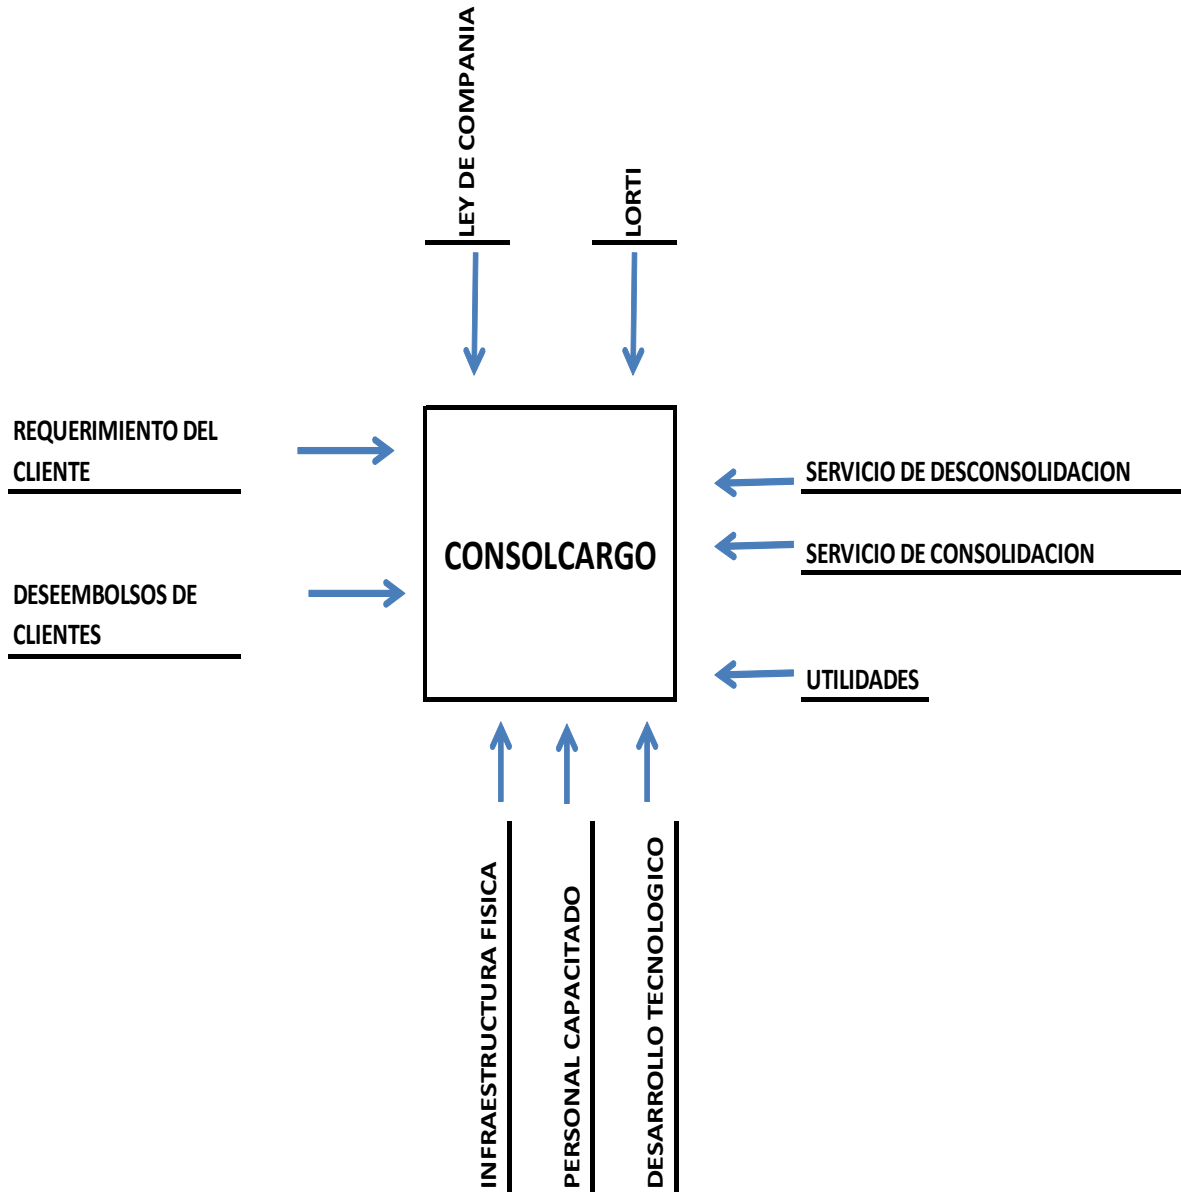 LEY DE COMPANIA
LORTI
REQUERIMIENTO DEL
CLIENTE
SERVICIO DE DESCONSOLIDACION
CONSOLCARGO
SERVICIO DE CONSOLIDACION
DESEEMBOLSOS DE
CLIENTES
UTILIDADES
INFRAESTRUCTURA FISICA
PERSONAL CAPACITADO
DESARROLLO TECNOLOGICO